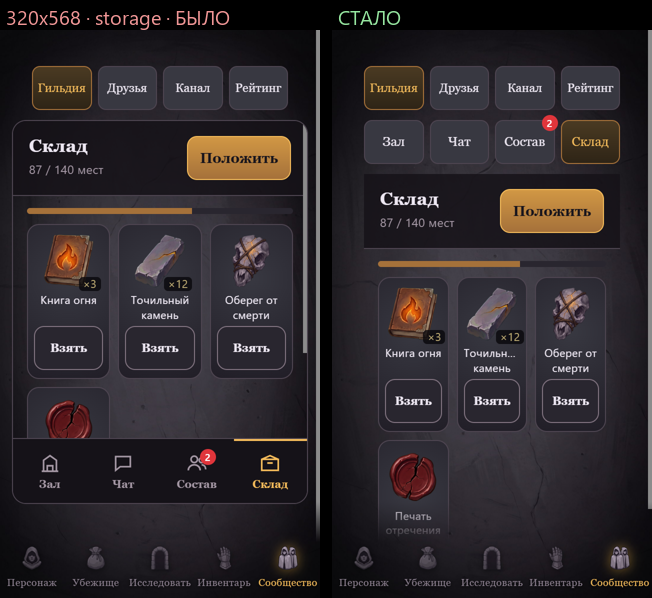 320x568 · storage · БЫЛО
Гильдия Друзья Канал Рейтинг
Склад
87 / 140 мест
Положить
×3 ×12
Книга огня
Точильный камень
Оберег от смерти
Взять Взять Взять
2
Зал Чат Состав Склад
Персонаж Убежище Исследовать Инвентарь Сообщество
СТАЛО
Гильдия Друзья Канал Рейтинг
2
Зал Чат Состав Склад
Склад
87 / 140 мест
Положить
×3 ×12
Книга огня
Точильн... камень
Оберег от смерти
Взять Взять Взять
Печать
отречения
Персонаж Убежище Исследовать Инвентарь Сообщество